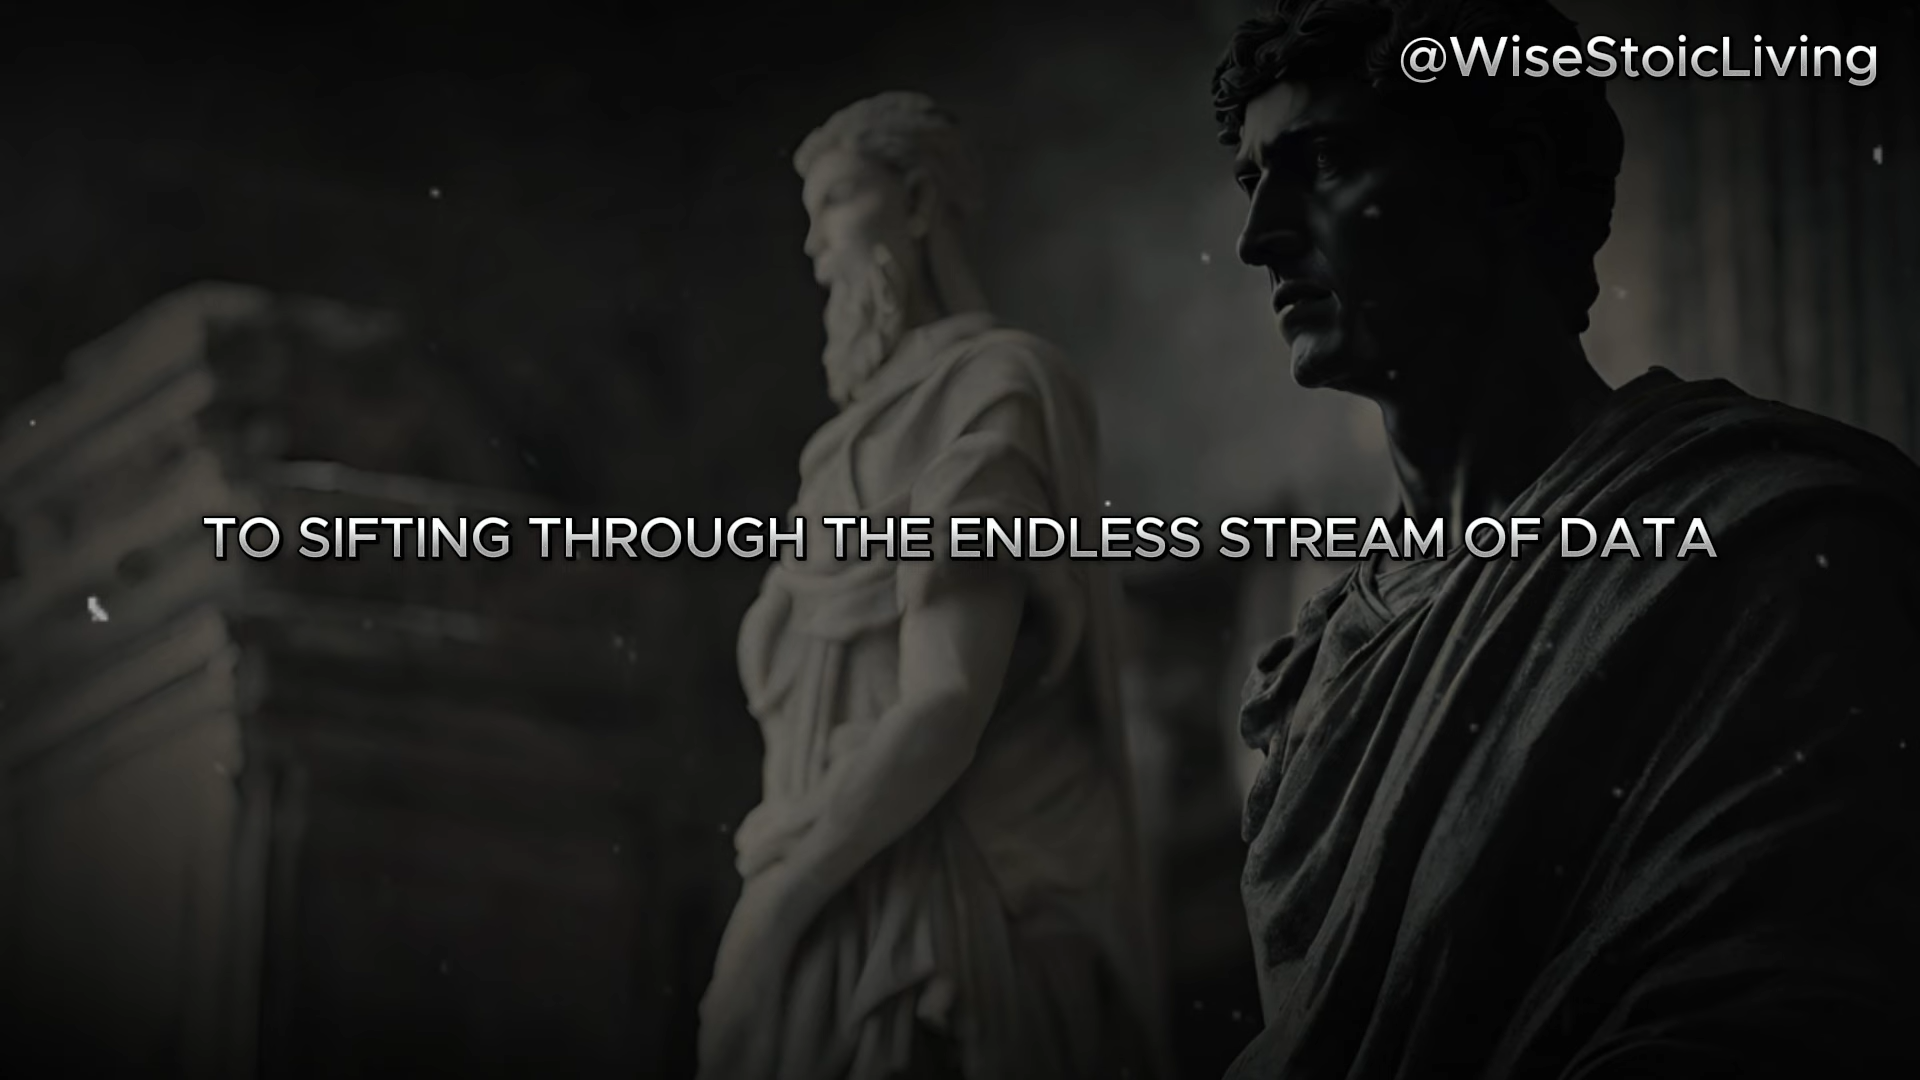 @WiseStoicLiving
TO SIFTING THROUGH THE ENDLESS STREAM OF DATA